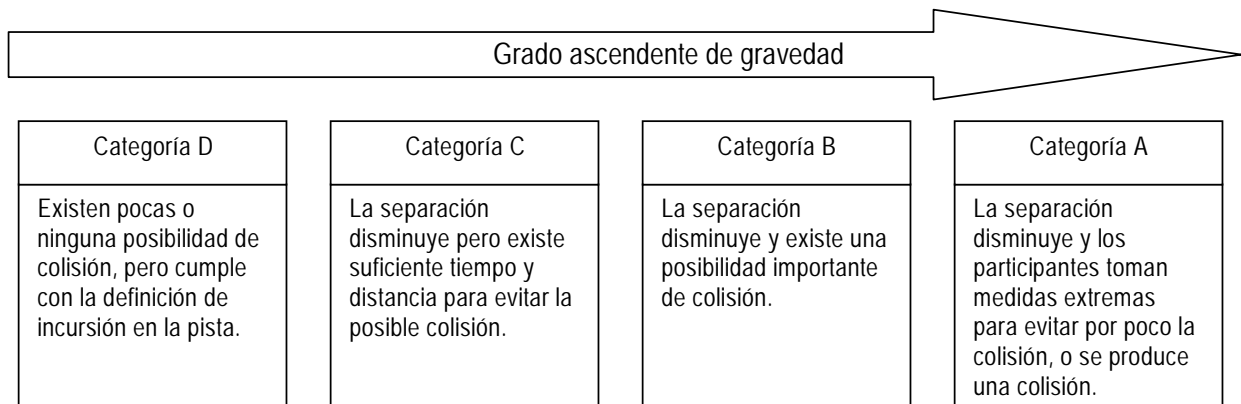 Grado ascendente de gravedad
Categoría D
Existen pocas o
ninguna posibilidad de
colisión, pero cumple
con la definición de
incursión en la pista.
Categoría C
La separación
disminuye pero existe
suficiente tiempo y
distancia para evitar la
posible colisión.
Categoría B
La separación
disminuye y existe una
posibilidad importante
de colisión.
Categoría A
La separación
disminuye y los
participantes toman
medidas extremas
para evitar por poco la
colisión, o se produce
una colisión.